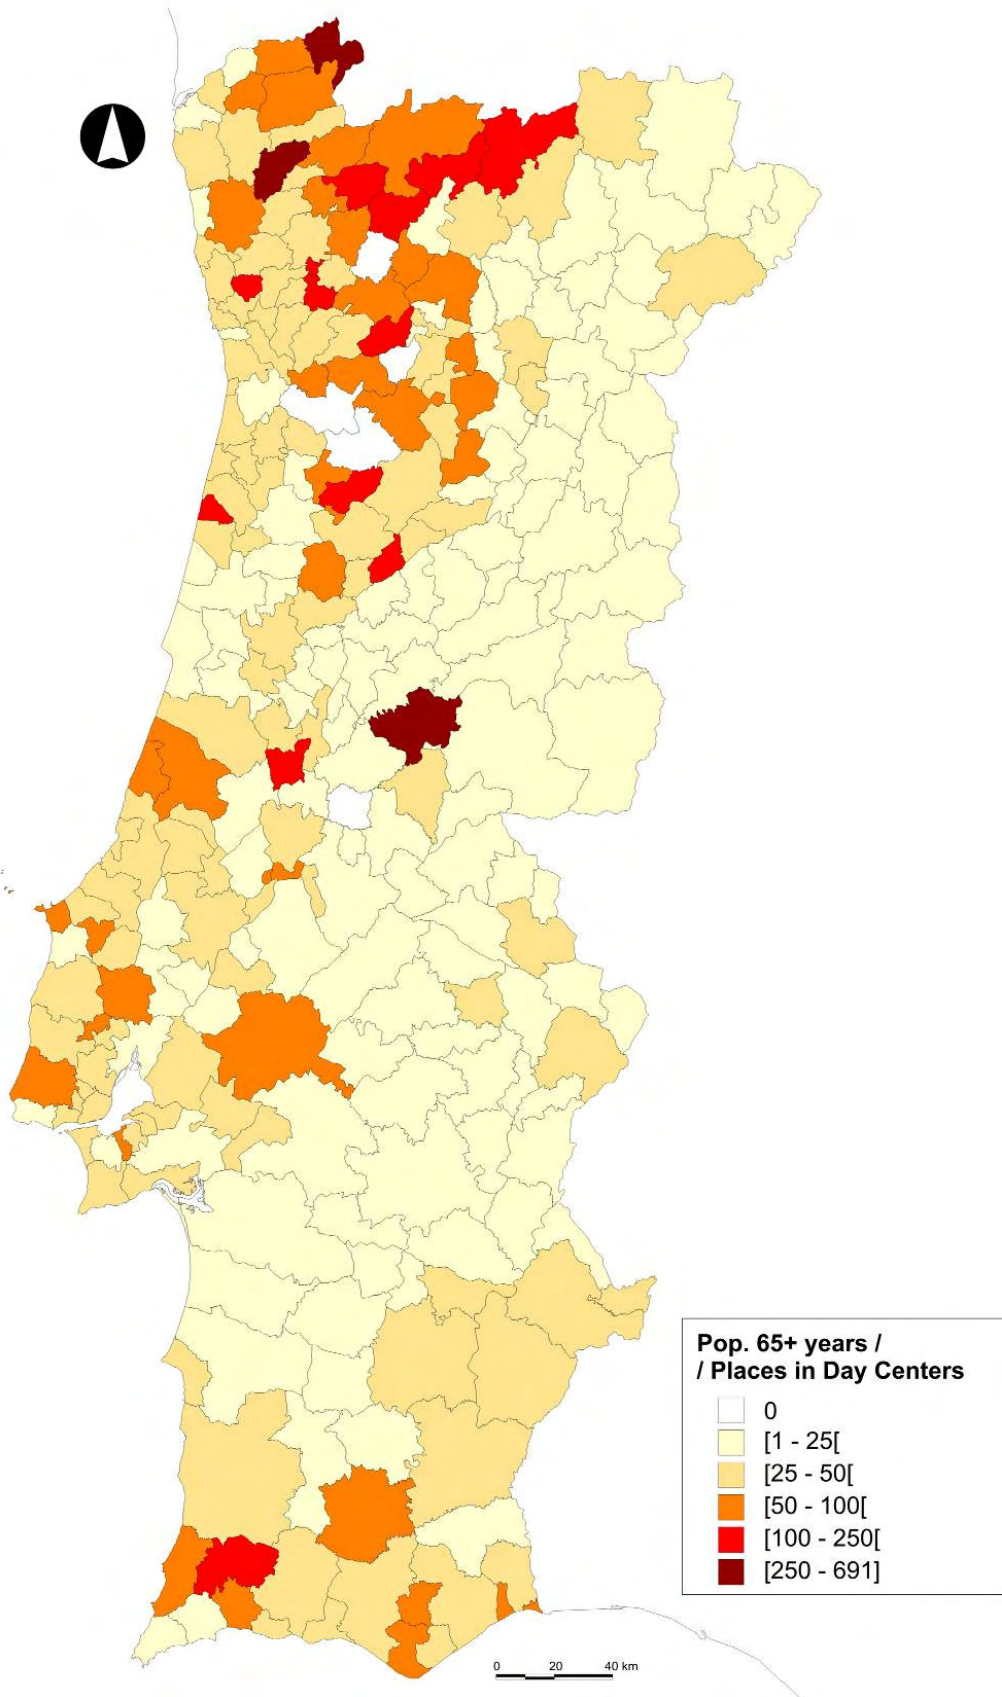 Pop. 65+ years /
/ Places in Day Centers
0
[1 - 25[
[25 - 50[
[50 - 100[
[100 - 250[
[250 - 691]
0 20 40 km